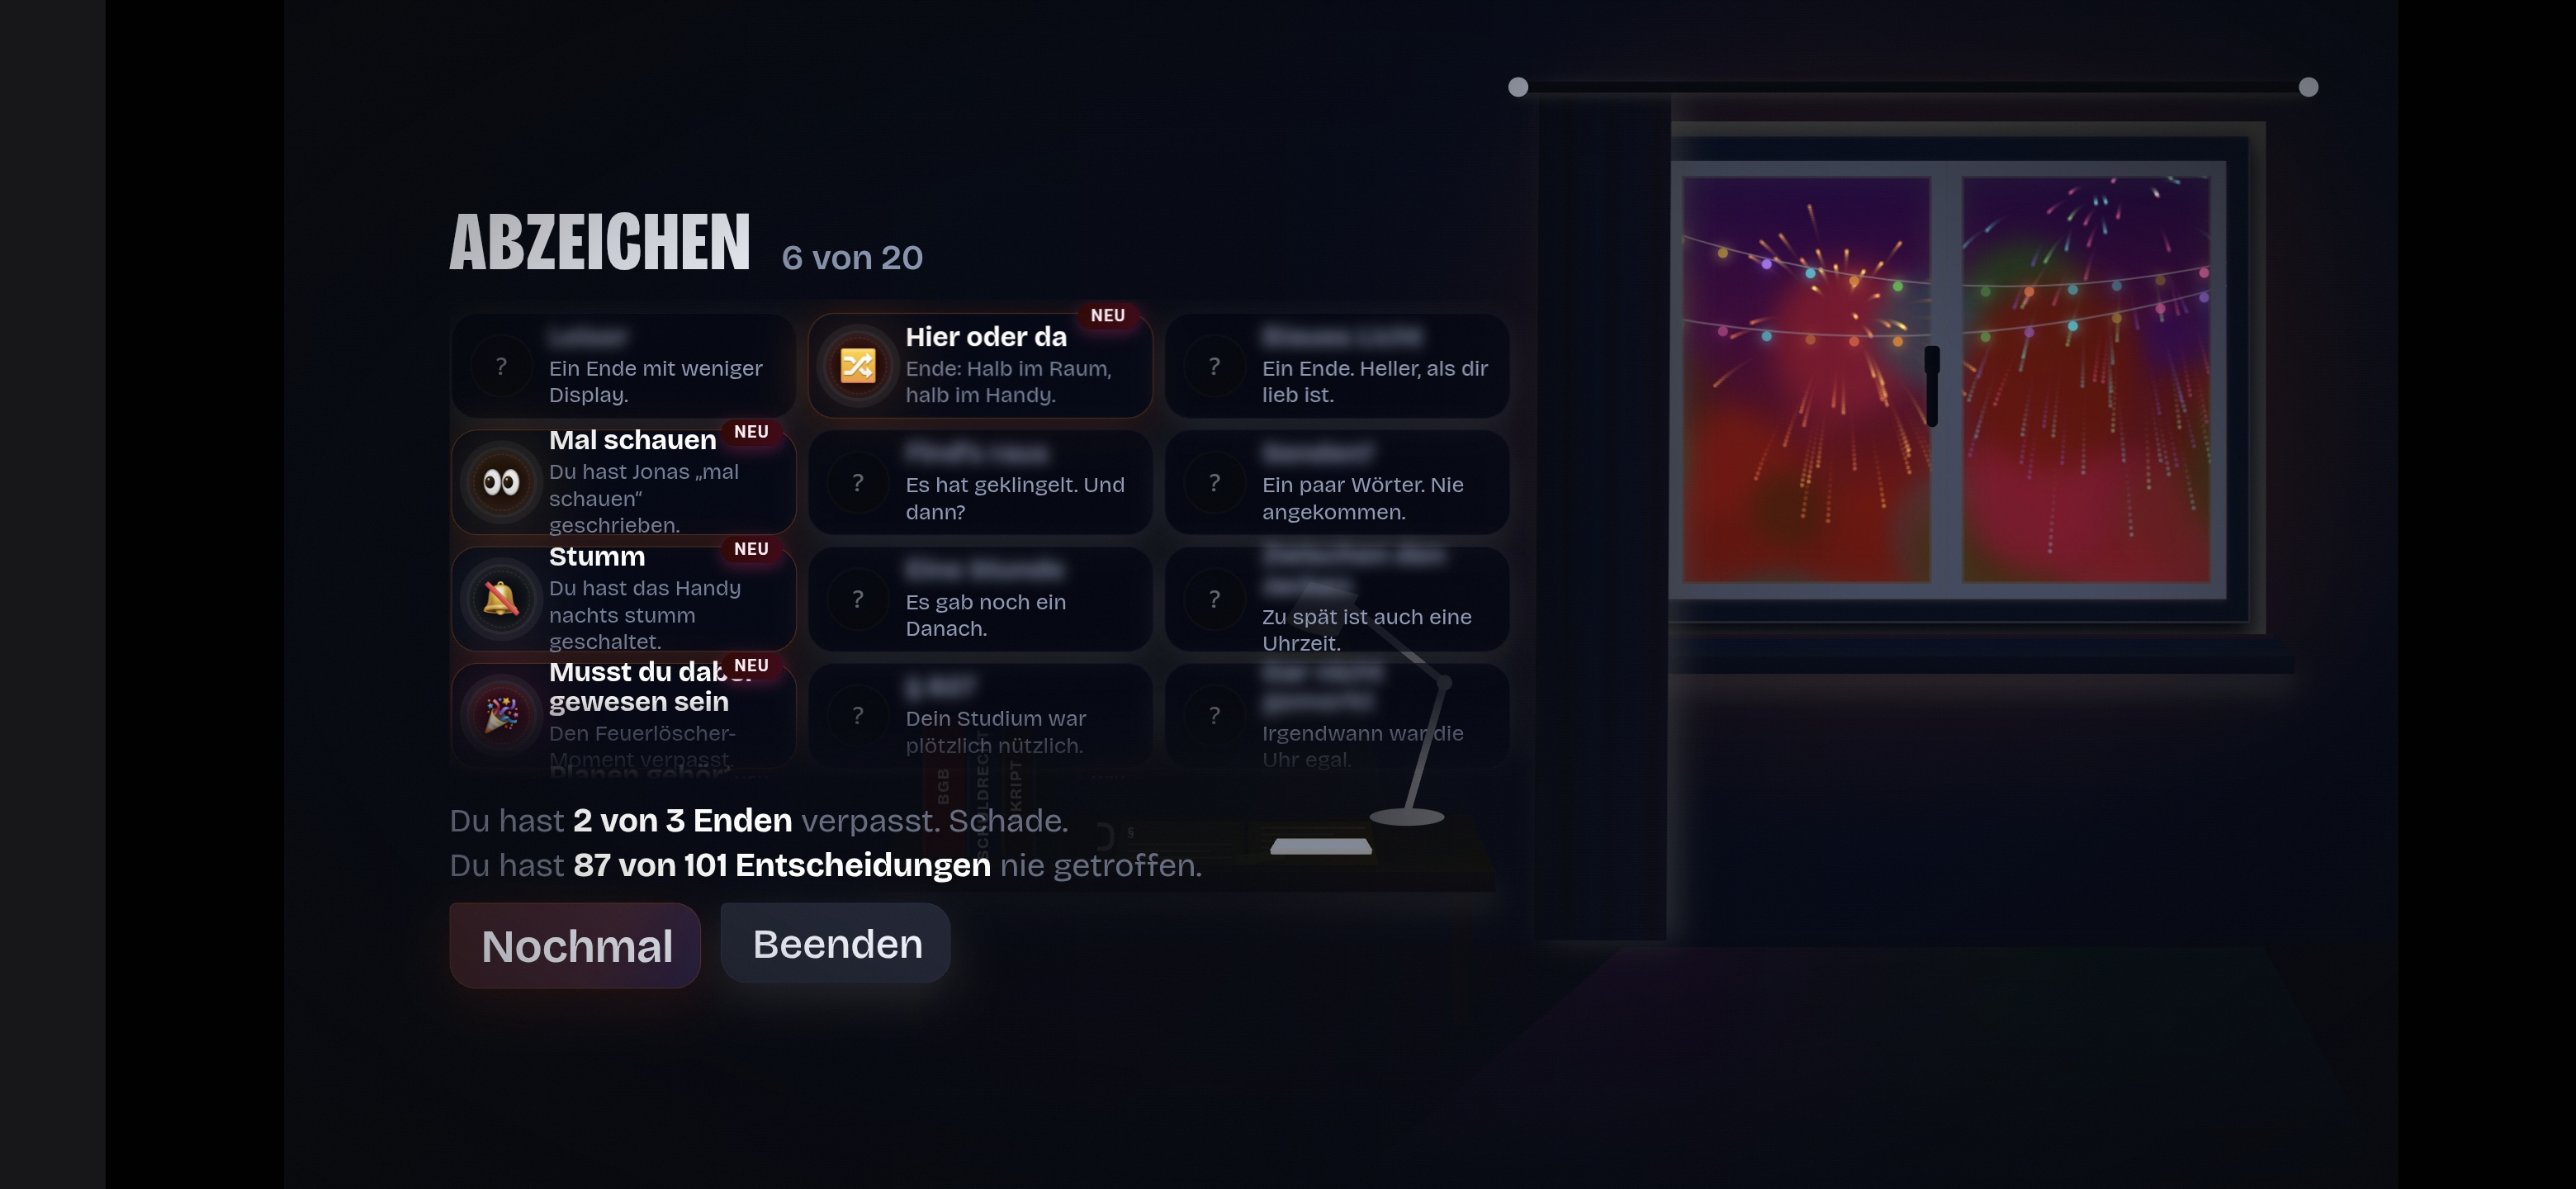 ABZEICHEN 6 von 20
?
Ein Ende mit weniger
Display.
NEU
Hier oder da
Ende: Halb im Raum,
halb im Handy.
?
Ein Ende. Heller, als dir
lieb ist.
Mal schauen
NEU
Du hast Jonas „mal
schauen“
geschrieben.
?
Es hat geklingelt. Und
dann?
?
Ein paar Wörter. Nie
angekommen.
Stumm
NEU
Du hast das Handy
nachts stumm
geschaltet.
?
Es gab noch ein
Danach.
?
Zu spät ist auch eine
Uhrzeit.
Musst du
NEU
gewesen sein
Den Feuerlöscher-
Moment verpasst.
?
Dein Studium war
plötzlich nützlich.
?
Irgendwann war die
Uhr egal.
BGB
Du hast 2 von 3 Enden verpasst. Schade.
Du hast 87 von 101 Entscheidungen nie getroffen.
§
Nochmal
Beenden